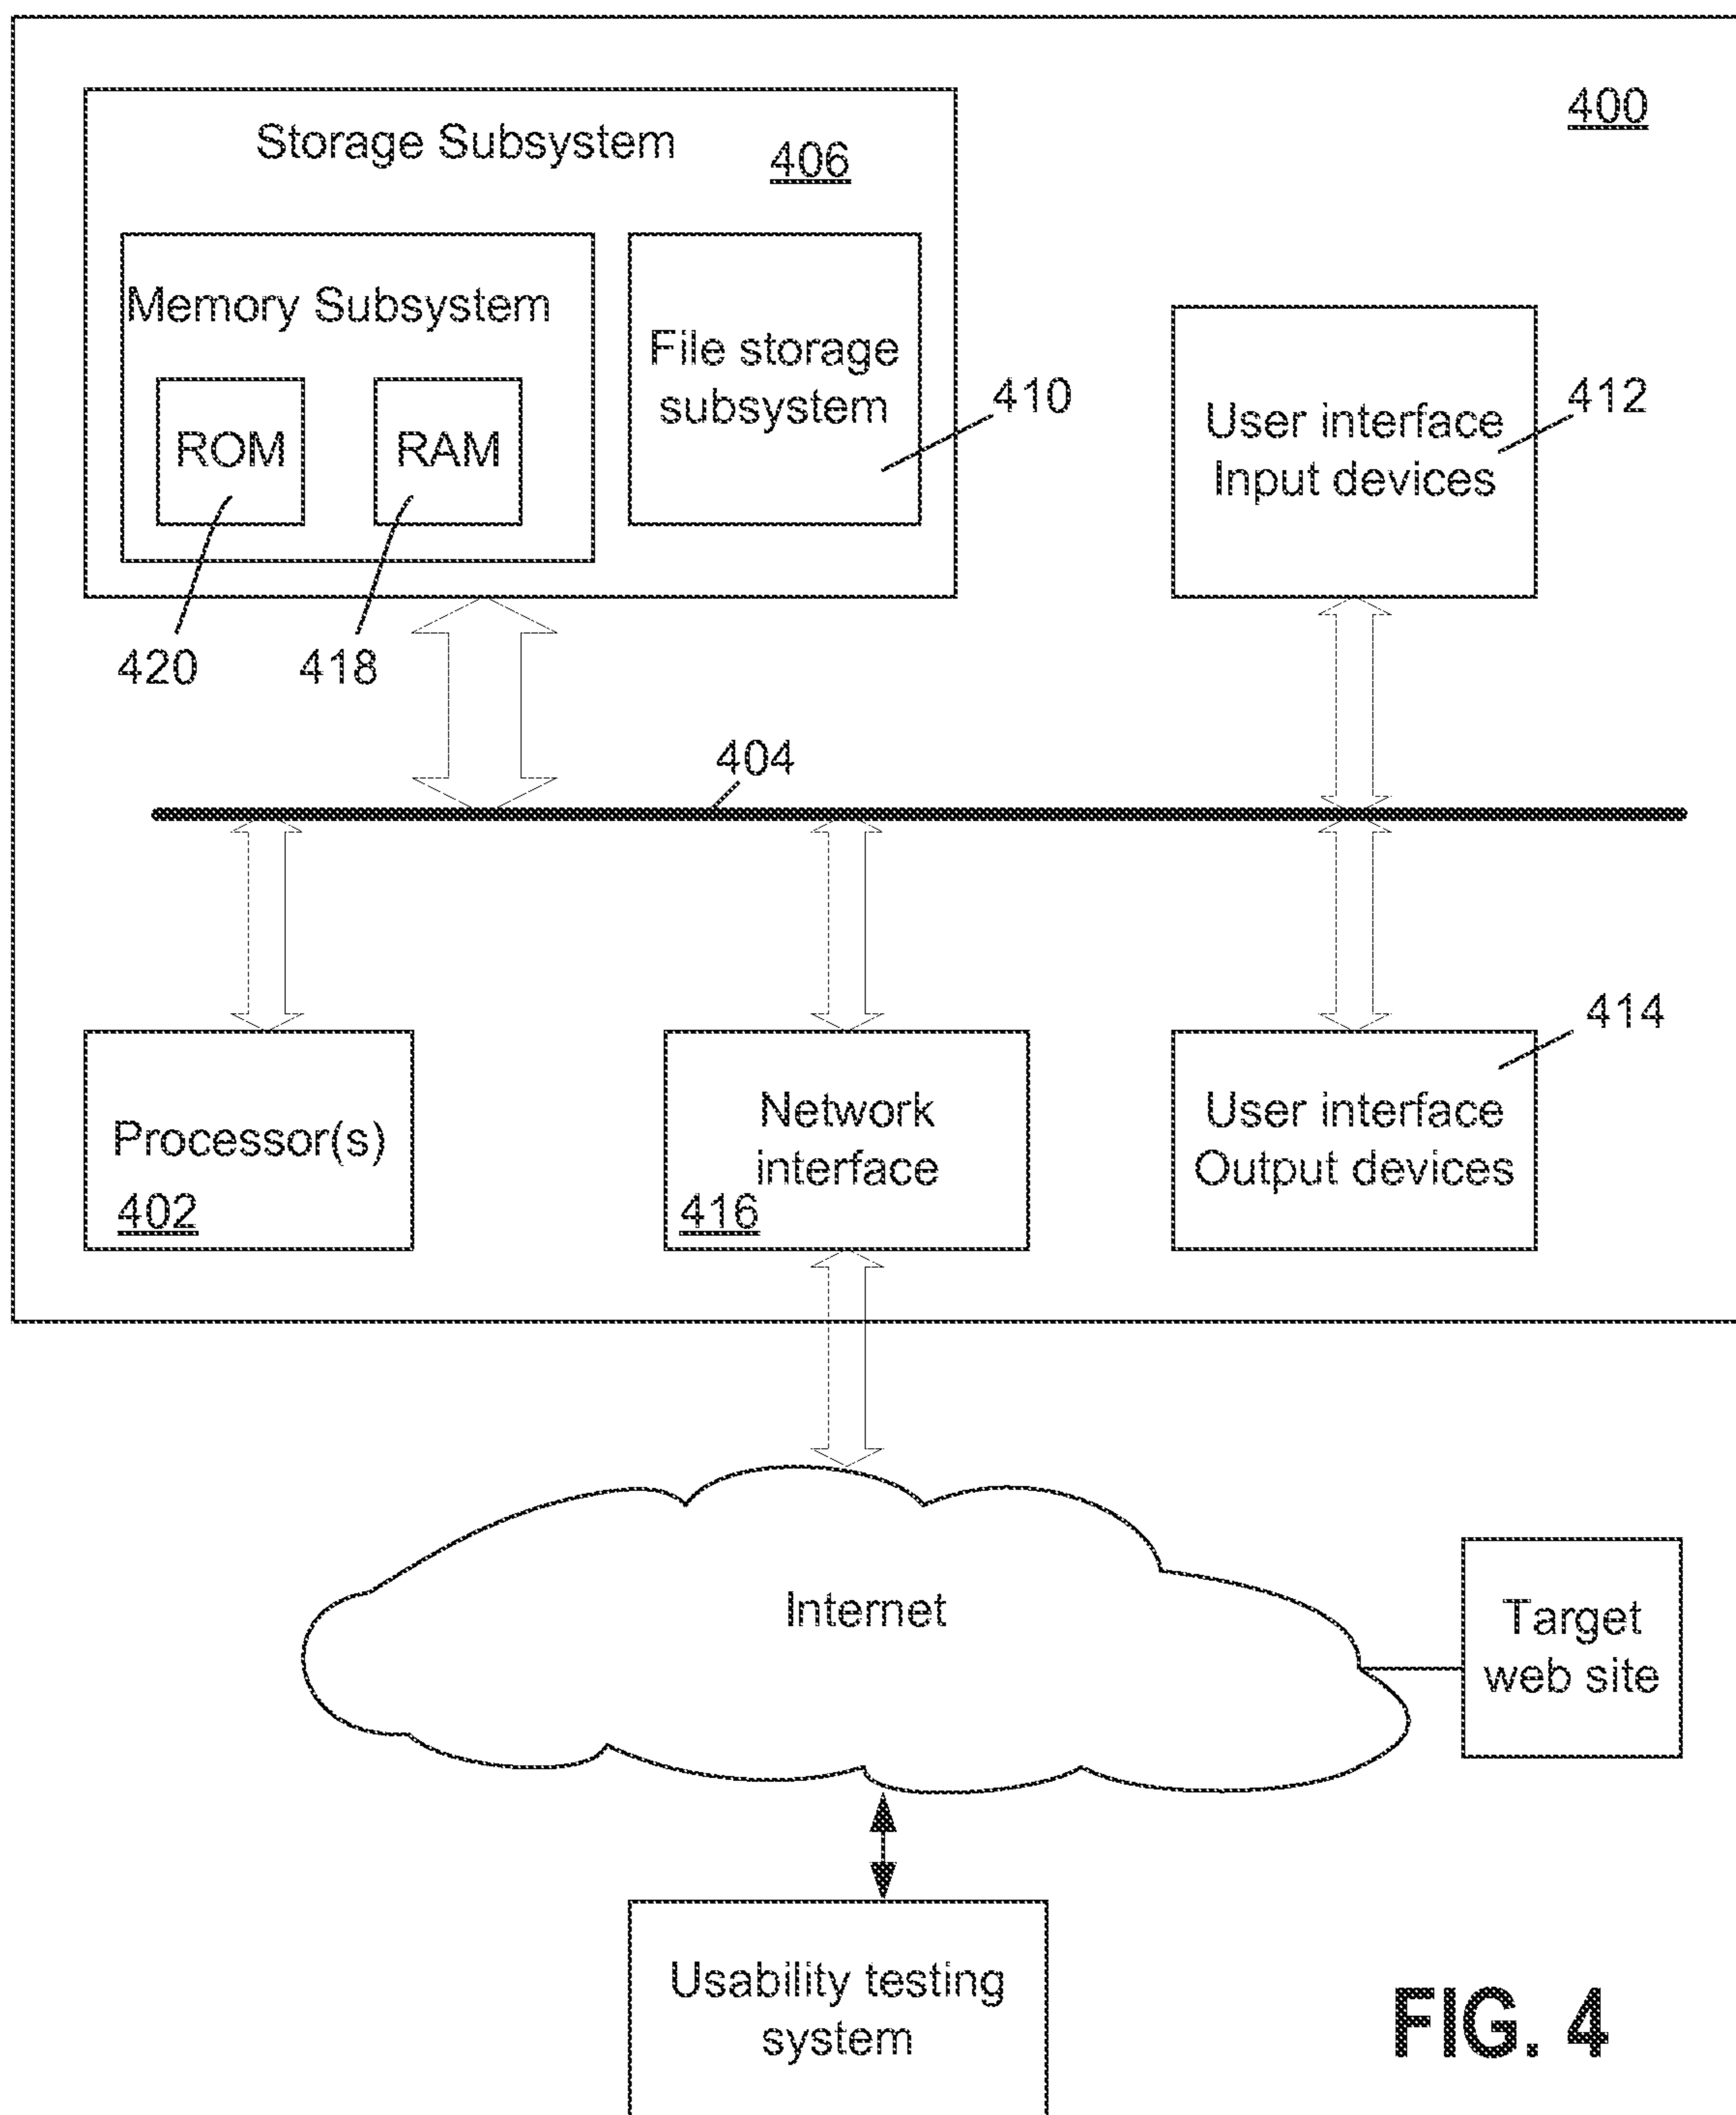 400
Storage Subsystem
406
Memory Subsystem
File storage
subsystem
ROM
RAM
410
User interface
Input devices
412
420
418
404
414
Processor(s)
402
Network
interface
416
User interface
Output devices
Internet
Target
web site
Usability testing
system
FIG. 4